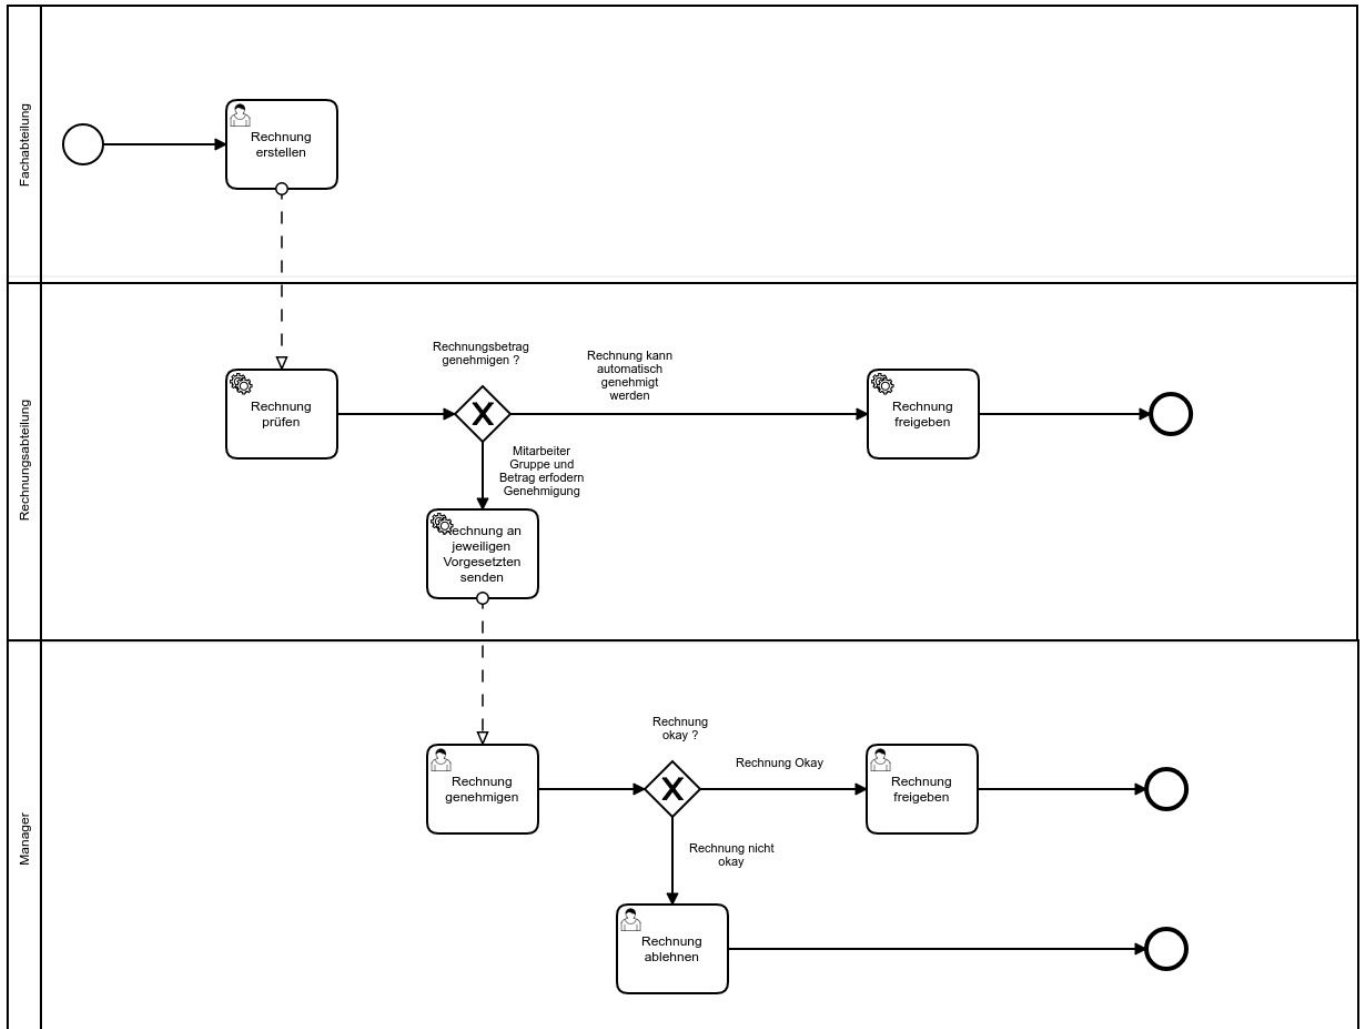 Fachabteilung
Rechnung
erstellen
Rechnungsabteilung
Rechnung
prüfen
Rechnungsbetrag
genehmigen ?
Rechnung kann
automatisch
genehmigt
werden
Rechnung
freigeben
Mitarbeiter
Gruppe und
Betrag erfodern
Genehmigung
Rechnung an
jeweiligen
Vorgesetzten
senden
Manager
Rechnung
genehmigen
Rechnung
okay ?
Rechnung Okay
Rechnung
freigeben
Rechnung nicht
okay
Rechnung
ablehnen